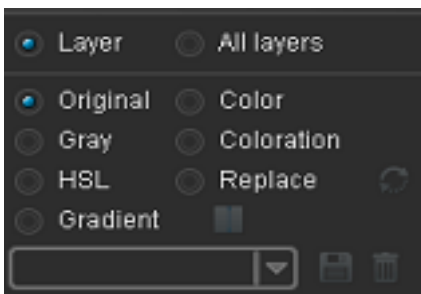 Layer All layers
Original Color
Gray Coloration
HSL Replace
Gradient